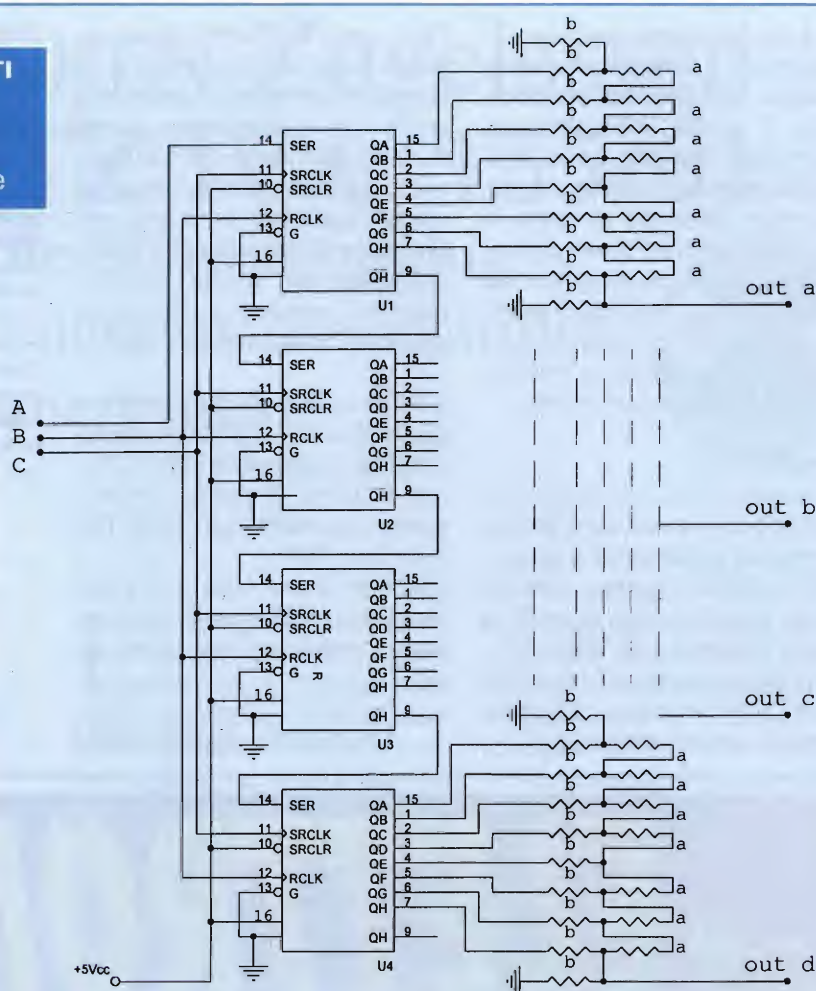 TI
e
b
b
a
b
a
b
a
b
a
b
a
b
a
b
a
b
out a
14 SER QA 15
QB 1
11 SRCLK QC 2
10 SRCLR QD 3
QE 4
12 RCLK QF 5
13 G QG 6
QH 7
16
QH 9
U1
14 SER QA 15
QB 1
11 SRCLK QC 2
10 SRCLR QD 3
QE 4
12 RCLK QF 5
13 G QG 6
QH 7
16
QH 9
U2
A
B
C
out b
14 SER QA 15
QB 1
11 SRCLK QC 2
10 SRCLR QD 3
QE 4
12 RCLK QF 5
13 G R QG 6
QH 7
16
QH 9
U3
out c
b
b
a
b
a
b
a
b
a
b
b
a
b
a
b
a
out d
14 SER QA 15
QB 1
11 SRCLK QC 2
10 SRCLR QD 3
QE 4
12 RCLK QF 5
13 G QG 6
QH 7
16
QH 9
U4
+5Vcc